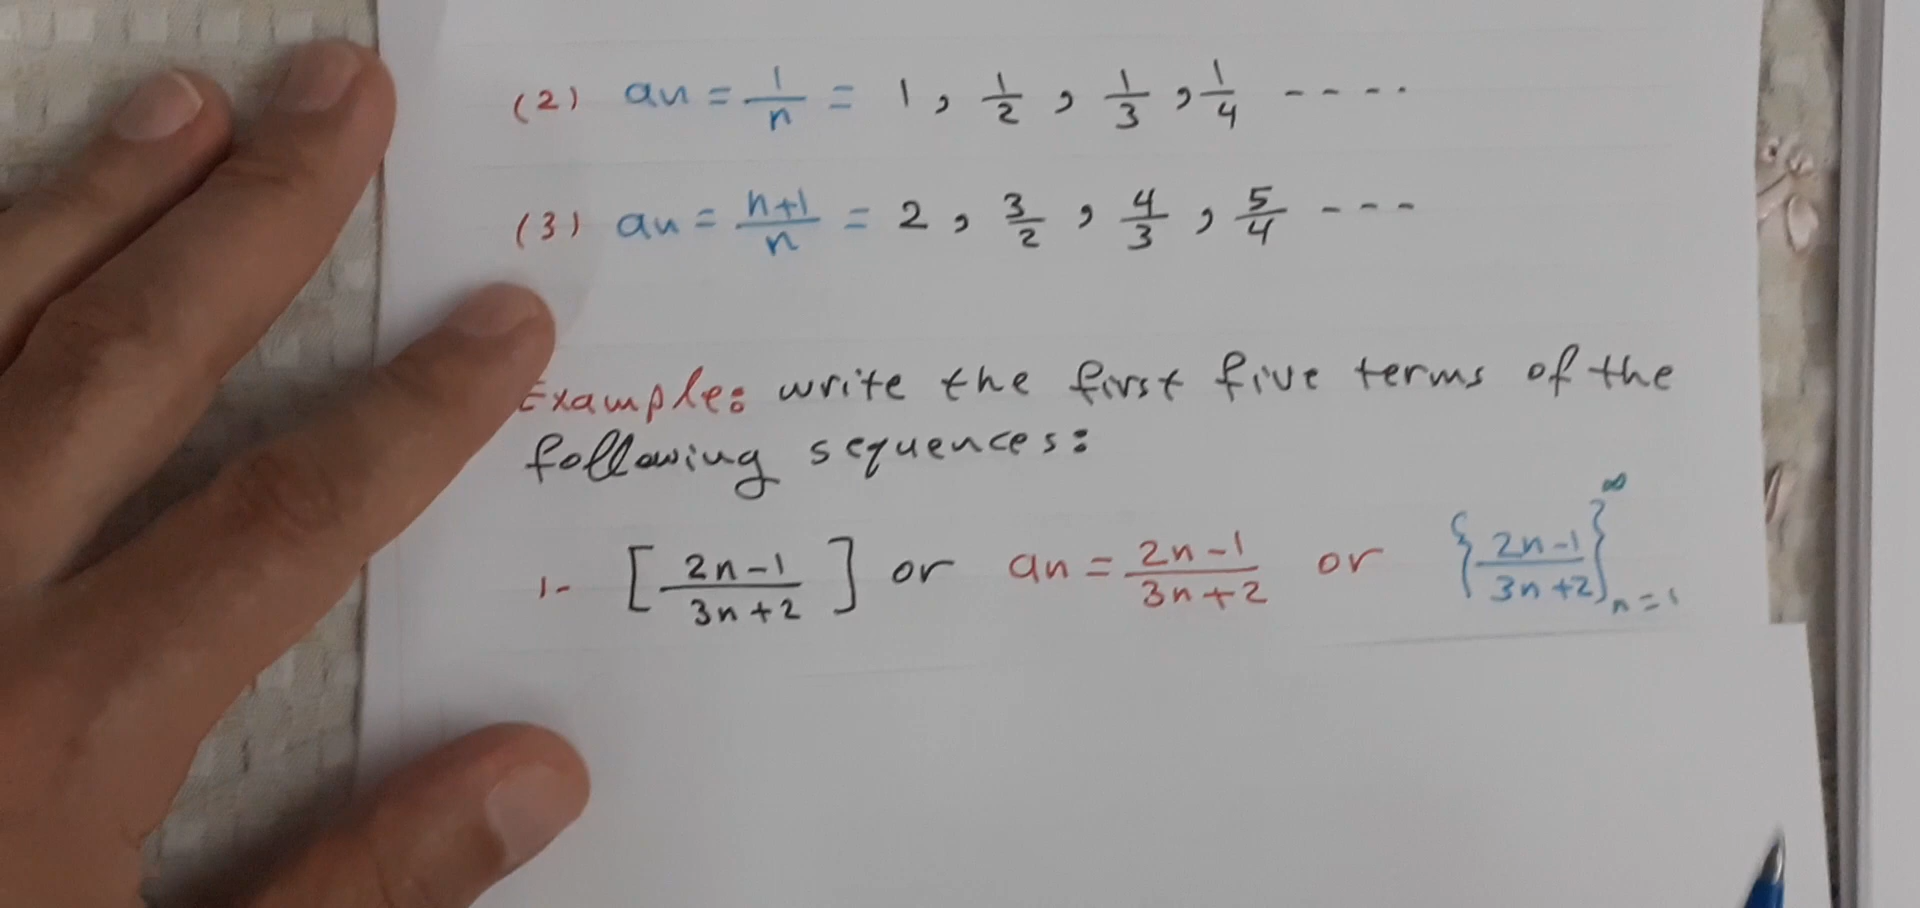 (2) an = 1/n = 1 , 1/2 , 1/3 , 1/4 ----
(3) an = n+1/n = 2 , 3/2 , 4/3 , 5/4 ---
Example: write the first five terms of the
following sequences:
1- [2n-1/3n+2] or an = 2n-1/3n+2 or {2n-1/3n+2}∞ n=1